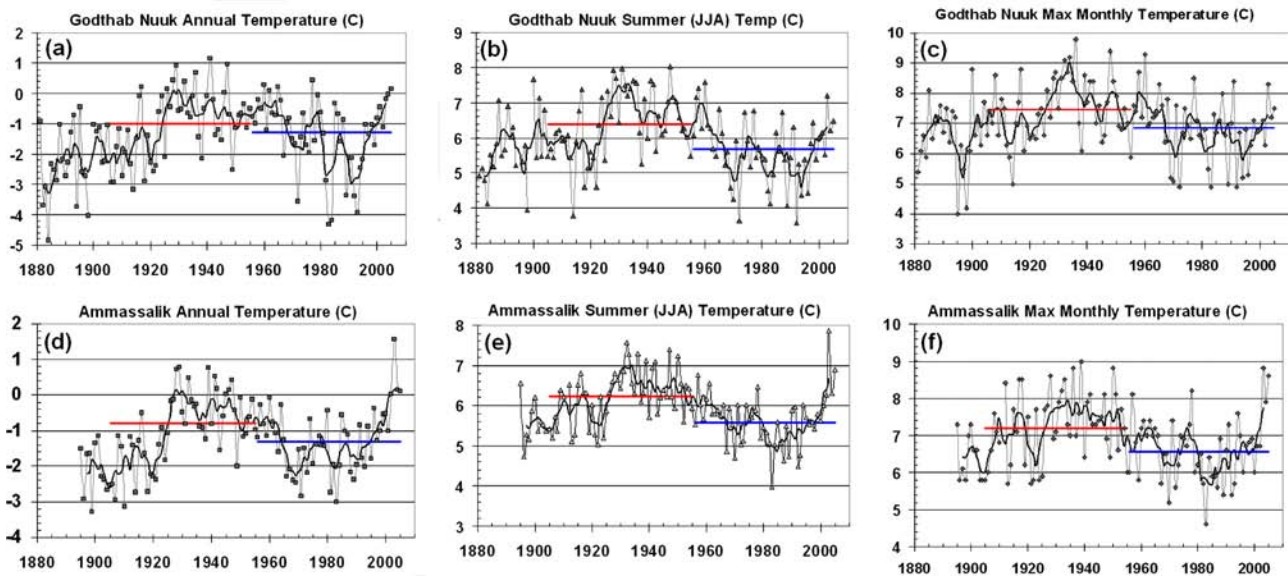 Godthab Nuuk Annual Temperature (C)
(a)
2
1
0
-1
-2
-3
-4
-5
1880 1900 1920 1940 1960 1980 2000
Godthab Nuuk Summer (JJA) Temp (C)
(b)
9
8
7
6
5
4
3
1880 1900 1920 1940 1960 1980 2000
Godthab Nuuk Max Monthly Temperature (C)
(c)
10
9
8
7
6
5
4
3
1880 1900 1920 1940 1960 1980 2000
Ammassalik Annual Temperature (C)
(d)
2
1
0
-1
-2
-3
-4
1880 1900 1920 1940 1960 1980 2000
Ammassalik Summer (JJA) Temperature (C)
(e)
8
7
6
5
4
3
1880 1900 1920 1940 1960 1980 2000
Ammassalik Max Monthly Temperature (C)
(f)
10
9
8
7
6
5
4
1880 1900 1920 1940 1960 1980 2000